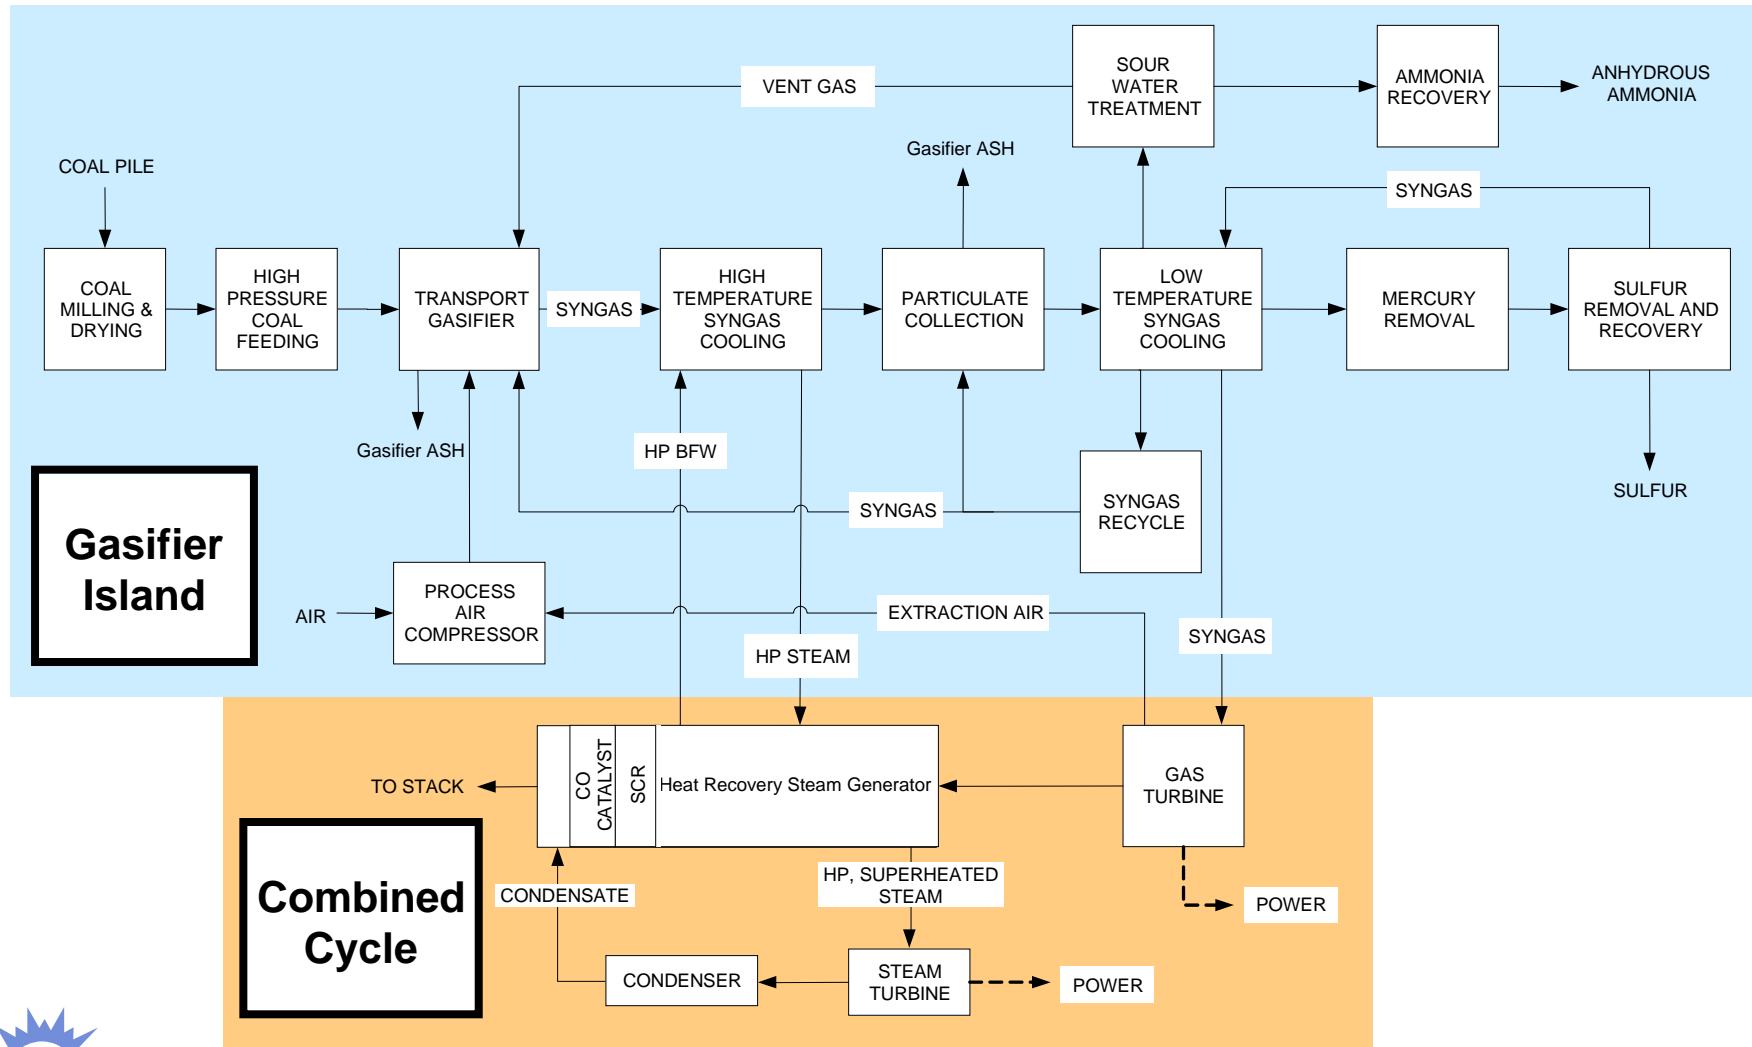 VENT GAS
SOUR
WATER
TREATMENT
AMMONIA
RECOVERY
ANHYDROUS
AMMONIA
COAL PILE
Gasifier ASH
SYNGAS
COAL
MILLING &
DRYING
HIGH
PRESSURE
COAL
FEEDING
TRANSPORT
GASIFIER
SYNGAS
HIGH
TEMPERATURE
SYNGAS
COOLING
PARTICULATE
COLLECTION
LOW
TEMPERATURE
SYNGAS
COOLING
MERCURY
REMOVAL
SULFUR
REMOVAL AND
RECOVERY
Gasifier ASH
HP BFW
SYNGAS
SYNGAS
RECYCLE
SULFUR
Gasifier
Island
AIR
PROCESS
AIR
COMPRESSOR
EXTRACTION AIR
HP STEAM
SYNGAS
TO STACK
CO
CATALYST
SCR
Heat Recovery Steam Generator
GAS
TURBINE
Combined
Cycle
CONDENSATE
HP, SUPERHEATED
STEAM
POWER
CONDENSER
STEAM
TURBINE
POWER